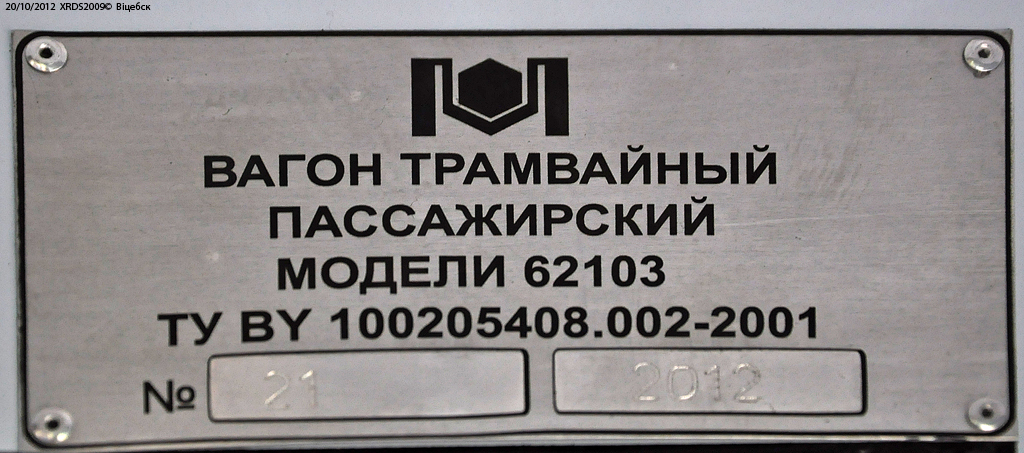 20/10/2012 XRDS2009© Віцебск
ВАГОН ТРАМВАЙНЫЙ
ПАССАЖИРСКИЙ
МОДЕЛИ 62103
ТУ BY 100205408.002-2001
№ 21 2012